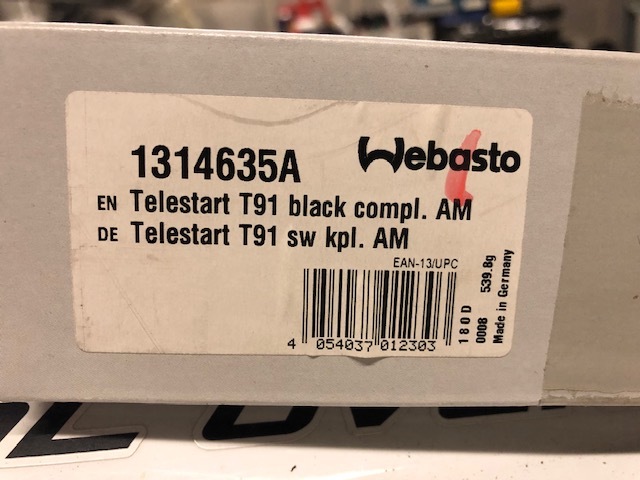 1314635A
Webasto
EN Telestart T91 black compl. AM
DE Telestart T91 sw kpl. AM
EAN-13/UPC
4 054037 012303
180D
0008 539.8g
Made in Germany